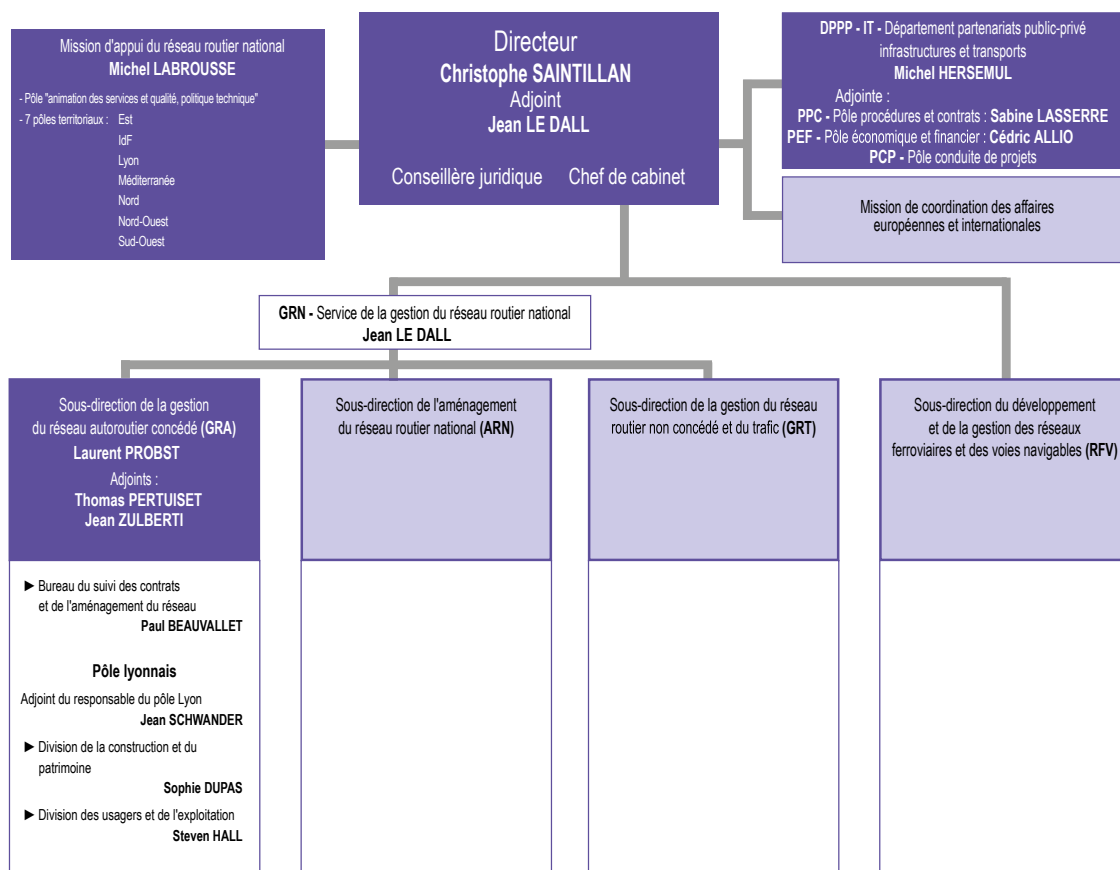 Mission d'appui du réseau routier national
Michel LABROUSSE
- Pôle "animation des services et qualité, politique technique"
- 7 pôles territoriaux : Est
IdF
Lyon
Méditerranée
Nord
Nord-Ouest
Sud-Ouest
Directeur
Christophe SAINTILLAN
Adjoint
Jean LE DALL
Conseillère juridique Chef de cabinet
DPPP - IT - Département partenariats public-privé
infrastructures et transports
Michel HERSEMUL
Adjointe :
PPC - Pôle procédures et contrats : Sabine LASSERRE
PEF - Pôle économique et financier : Cédric ALLIO
PCP - Pôle conduite de projets
Mission de coordination des affaires
européennes et internationales
GRN - Service de la gestion du réseau routier national
Jean LE DALL
Sous-direction de la gestion
du réseau autoroutier concédé (GRA)
Laurent PROBST
Adjoints :
Thomas PERTUISET
Jean ZULBERTI
► Bureau du suivi des contrats
et de l'aménagement du réseau
Paul BEAUVALLET
Pôle lyonnais
Adjoint du responsable du pôle Lyon
Jean SCHWANDER
► Division de la construction et du
patrimoine
Sophie DUPAS
► Division des usagers et de l'exploitation
Steven HALL
Sous-direction de l'aménagement
du réseau routier national (ARN)
Sous-direction de la gestion du réseau
routier non concédé et du trafic (GRT)
Sous-direction du développement
et de la gestion des réseaux
ferroviaires et des voies navigables (RFV)